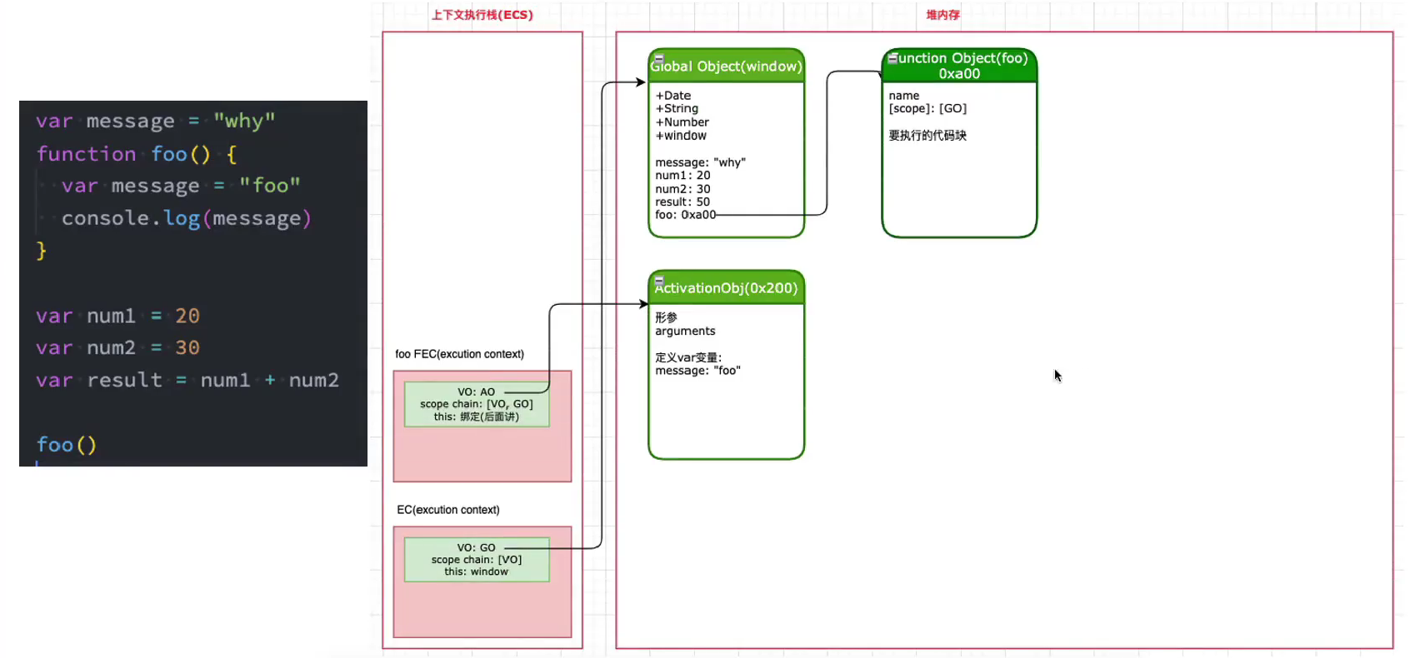 var message = "why"
function foo() {
var message = "foo"
console.log(message)
}
var num1 = 20
var num2 = 30
var result = num1 + num2
foo()
上下文执行栈(ECS)
foo FEC(excution context)
VO: AO
scope chain: [VO, GO]
this: 绑定(后面讲)
EC(excution context)
VO: GO
scope chain: [VO]
this: window
堆内存
Global Object(window)
+Date
+String
+Number
+window
message: "why"
num1: 20
num2: 30
result: 50
foo: 0xa00
Function Object(foo)
0xa00
name
[scope]: [GO]
要执行的代码块
ActivationObj(0x200)
形参
arguments
定义var变量:
message: "foo"